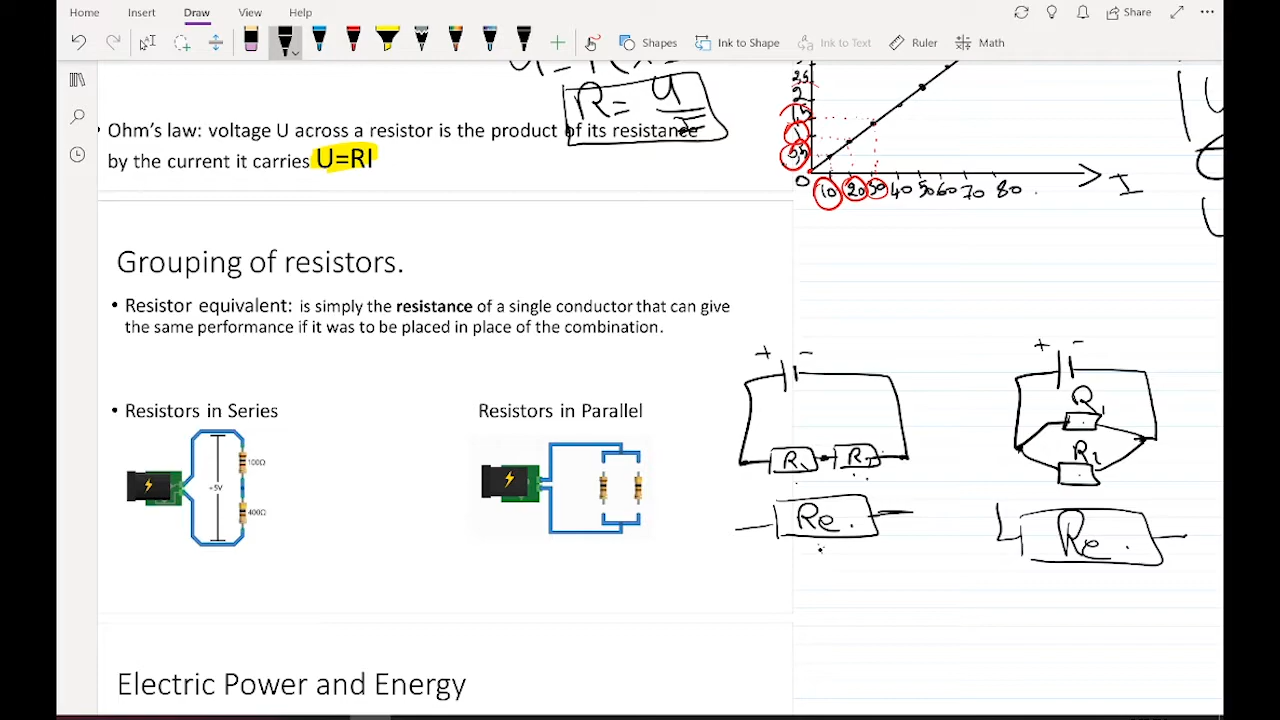 Home Insert Draw View Help
Share
Shapes Ink to Shape Ink to Text Ruler Math
R = U/I
• Ohm's law: voltage U across a resistor is the product of its resistance
by the current it carries U=RI
2
0 10 20 30 40 50 60 70 80
I
Grouping of resistors.
• Resistor equivalent: is simply the resistance of a single conductor that can give
the same performance if it was to be placed in place of the combination.
+ -
+ -
• Resistors in Series
Resistors in Parallel
100Ω
+5V
400Ω
R1 R2
R1
R2
Re.
Re.
Electric Power and Energy